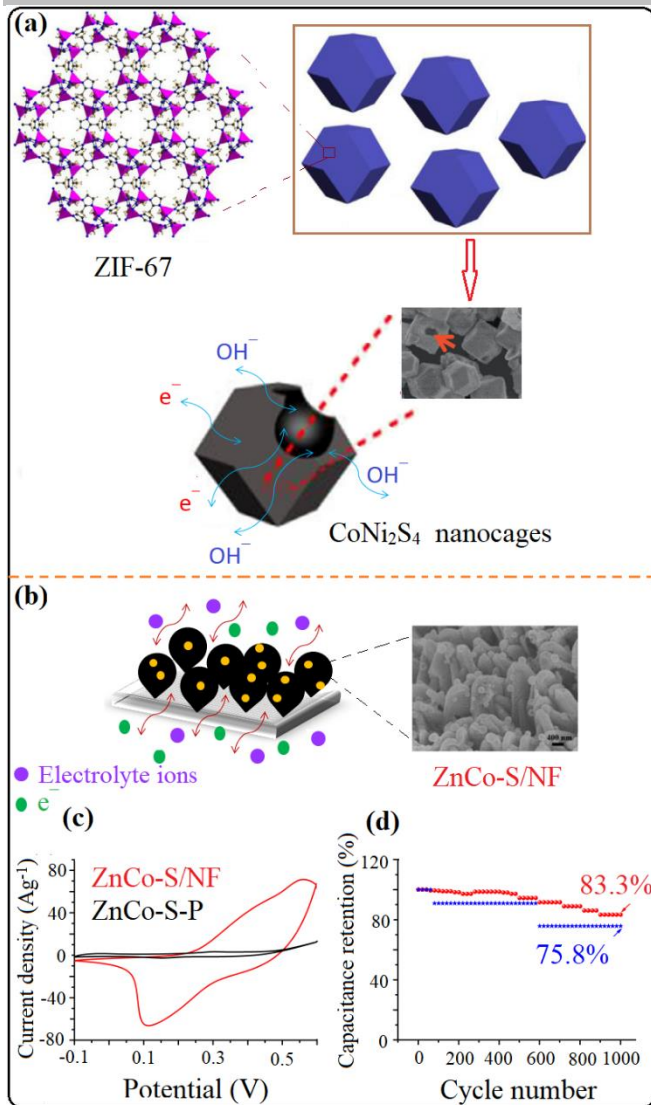 (a)
ZIF-67
OH⁻
e⁻
OH⁻
e⁻
OH⁻
CoNi₂S₄ nanocages
(b)
Electrolyte ions
e⁻
400 nm
ZnCo-S/NF
(c)
Current density (Ag⁻¹)
80
40
0
-40
-80
ZnCo-S/NF
ZnCo-S-P
-0.1 0.1 0.3 0.5
Potential (V)
(d)
Capacitance retention (%)
120
80
40
0
83.3%
75.8%
0 200 400 600 800 1000
Cycle number